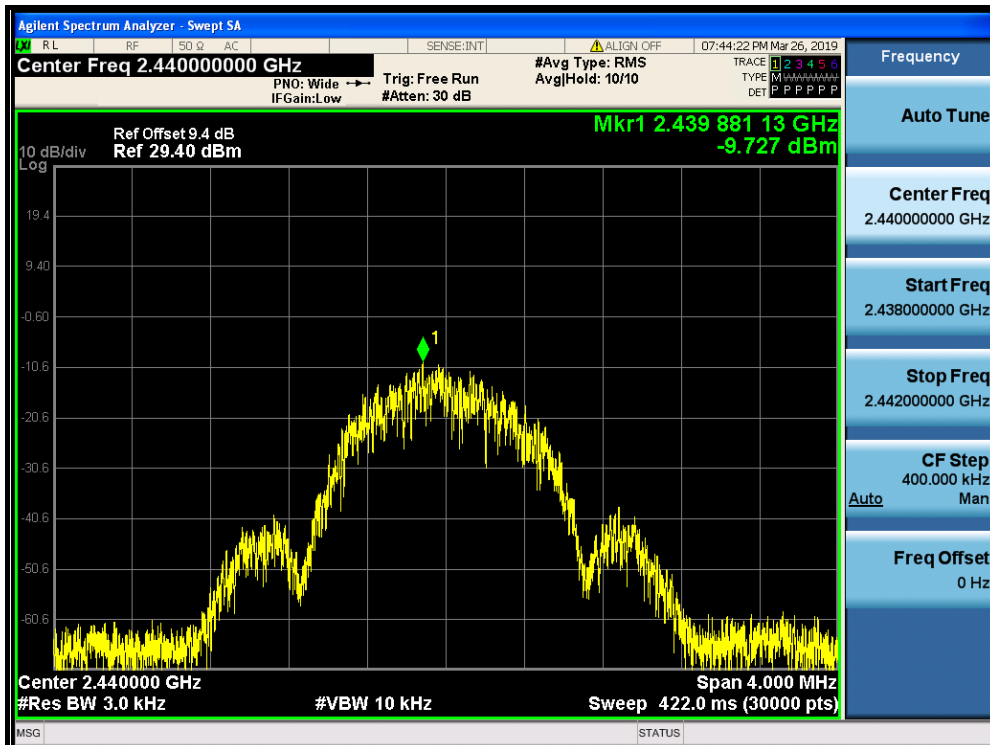 Agilent Spectrum Analyzer - Swept SA
LXI RL RF 50 Ω AC SENSE:INT ⚠ALIGN OFF 07:44:22 PM Mar 26, 2019
Center Freq 2.440000000 GHz
PNO: Wide
IFGain:Low
Trig: Free Run
#Atten: 30 dB
#Avg Type: RMS
Avg|Hold: 10/10
TRACE 1 2 3 4 5 6
TYPE M
DET P P P P P P
Mkr1 2.439 881 13 GHz
-9.727 dBm
Ref Offset 9.4 dB
10 dB/div Ref 29.40 dBm
Log
19.4
9.40
-0.60
1
-10.6
-20.6
-30.6
-40.6
-50.6
-60.6
Center 2.440000 GHz Span 4.000 MHz
#Res BW 3.0 kHz #VBW 10 kHz Sweep 422.0 ms (30000 pts)
MSG STATUS
Frequency
Auto Tune
Center Freq
2.440000000 GHz
Start Freq
2.438000000 GHz
Stop Freq
2.442000000 GHz
CF Step
400.000 kHz
Auto Man
Freq Offset
0 Hz